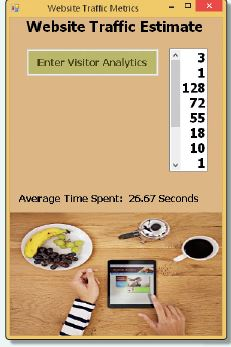 Website Traffic Metrics
Website Traffic Estimate
Enter Visitor Analytics
3
1
128
72
55
18
10
1
Average Time Spent: 26.67 Seconds